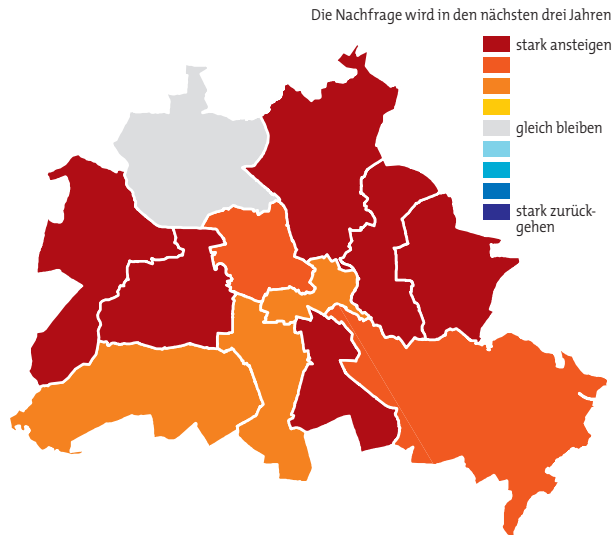 Die Nachfrage wird in den nächsten drei Jahren
stark ansteigen
gleich bleiben
stark zurück-
gehen